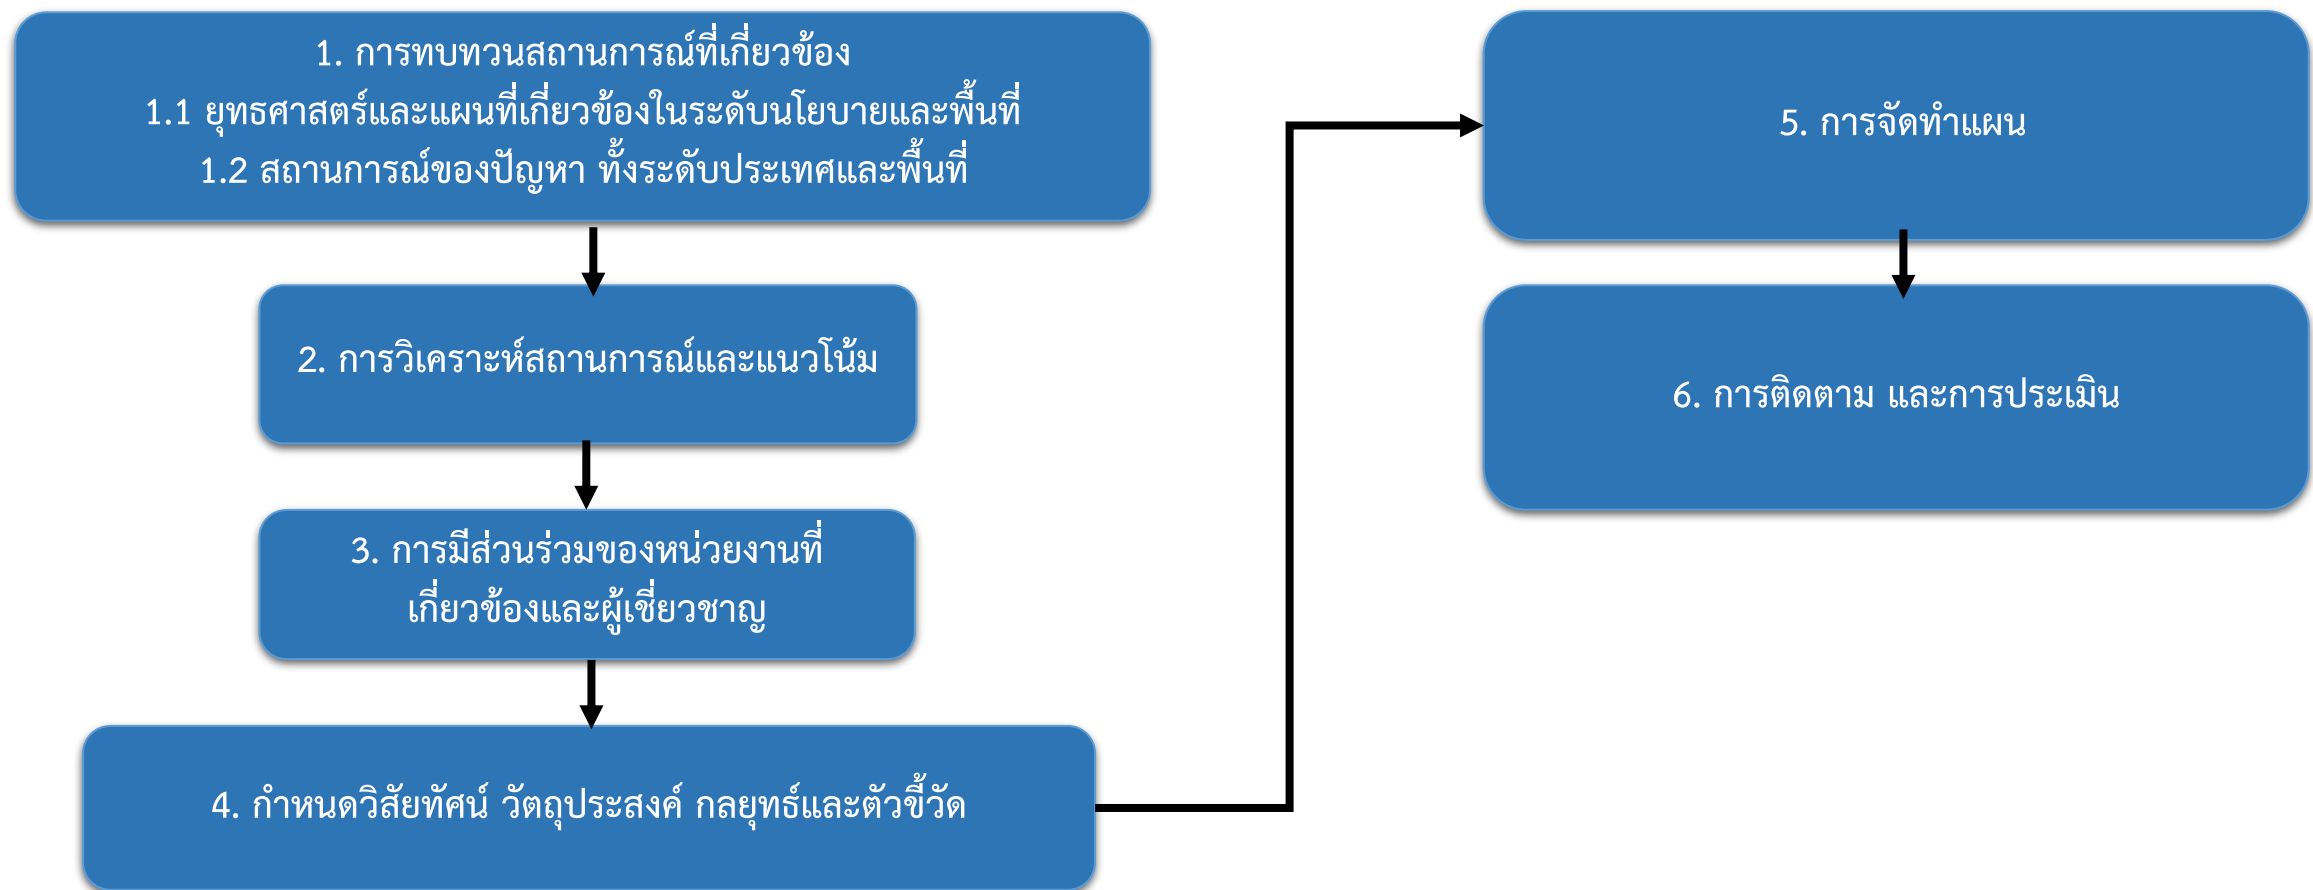 1. การทบทวนสถานการณ์ที่เกี่ยวข้อง
1.1 ยุทธศาสตร์และแผนที่เกี่ยวข้องในระดับนโยบายและพื้นที่
1.2 สถานการณ์ของปัญหา ทั้งระดับประเทศและพื้นที่
2. การวิเคราะห์สถานการณ์และแนวโน้ม
3. การมีส่วนร่วมของหน่วยงานที่
เกี่ยวข้องและผู้เชี่ยวชาญ
4. กำหนดวิสัยทัศน์ วัตถุประสงค์ กลยุทธ์และตัวขี้วัด
5. การจัดทำแผน
6. การติดตาม และการประเมิน